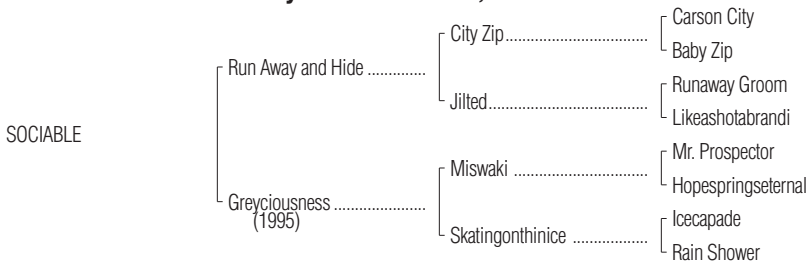 Carson City
City Zip
Baby Zip
Run Away and Hide
Runaway Groom
Jilted
Likeashotabrandi
SOCIABLE
Mr. Prospector
Miswaki
Hopespringseternal
Greyciousness
(1995)
Icecapade
Skatingonthinice
Rain Shower